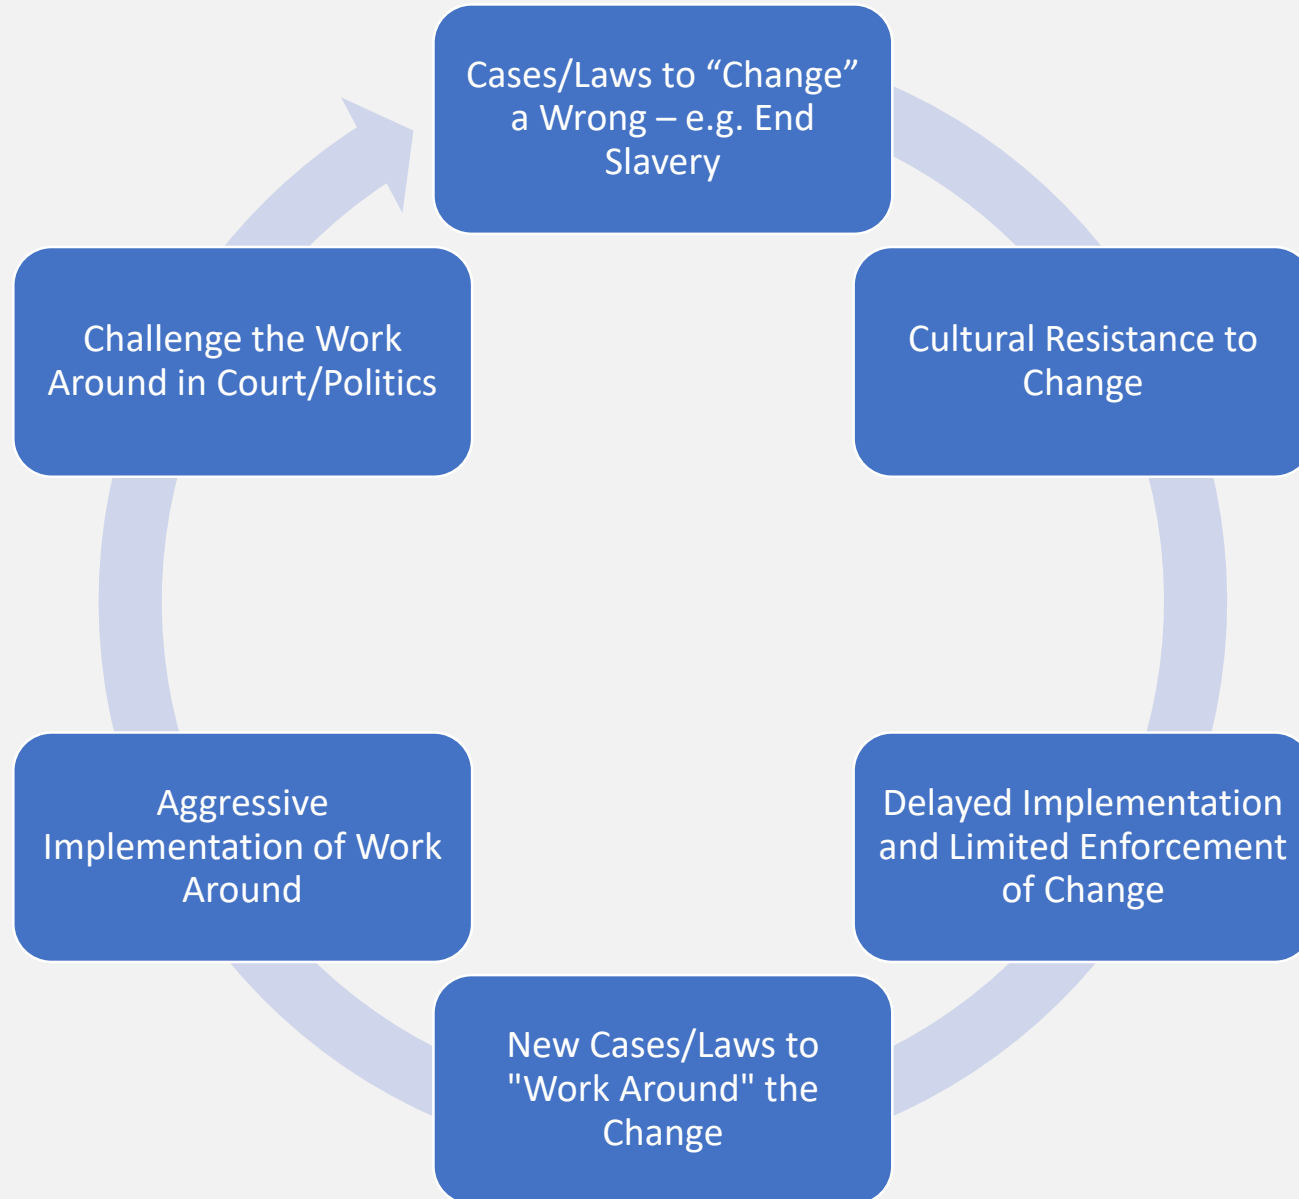 Cases/Laws to “Change”
a Wrong – e.g. End
Slavery
Cultural Resistance to
Change
Delayed Implementation
and Limited Enforcement
of Change
New Cases/Laws to
"Work Around" the
Change
Aggressive
Implementation of Work
Around
Challenge the Work
Around in Court/Politics